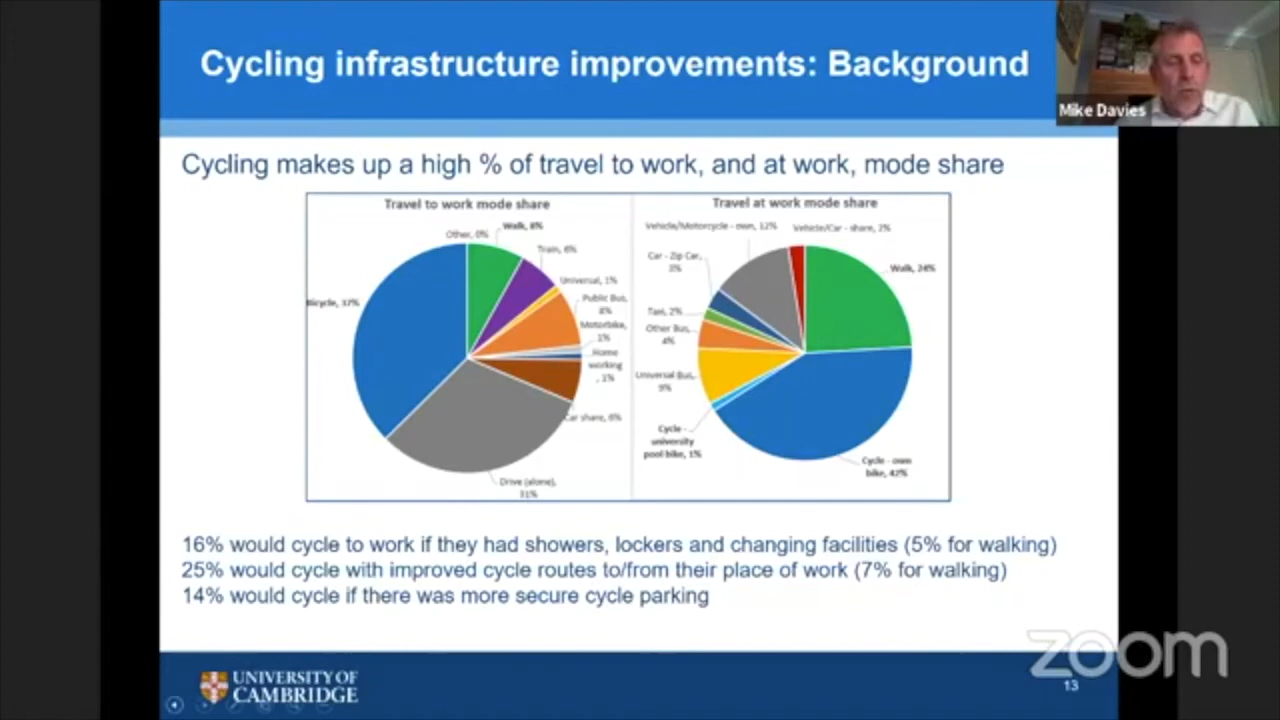 Cycling infrastructure improvements: Background
Mike Davies
Cycling makes up a high % of travel to work, and at work, mode share
Travel to work mode share
Other, 0%
Walk, 8%
Train, 6%
Universal, 1%
Public Bus,
8%
Motorbike,
1%
Home
working
, 1%
Car share, 6%
Drive (alone),
31%
Bicycle, 37%
Travel at work mode share
Vehicle/Motorcycle - own, 12%
Vehicle/Car - share, 2%
Car - Zip Car,
3%
Walk, 24%
Taxi, 2%
Other Bus,
4%
Universal Bus,
9%
Cycle -
university
pool bike, 1%
Cycle - own
bike, 42%
16% would cycle to work if they had showers, lockers and changing facilities (5% for walking)
25% would cycle with improved cycle routes to/from their place of work (7% for walking)
14% would cycle if there was more secure cycle parking
UNIVERSITY OF
CAMBRIDGE
zoom
13